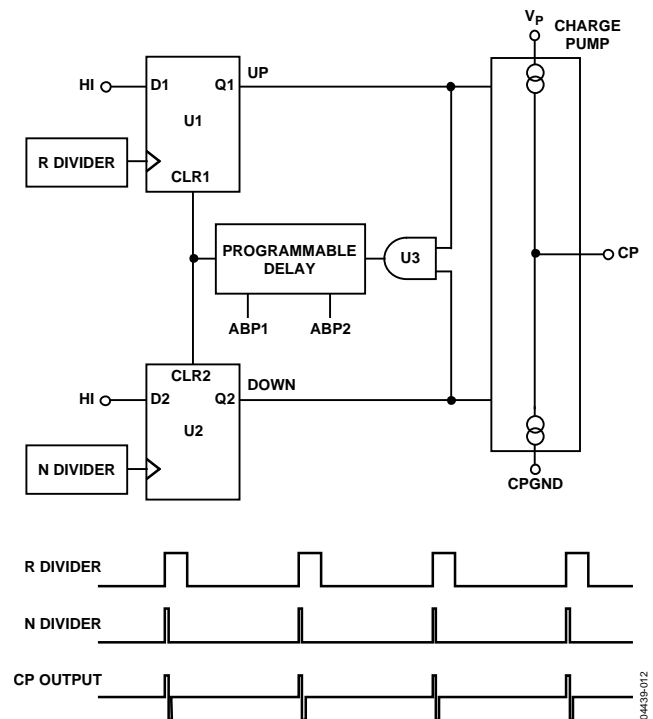 VP
CHARGE
PUMP
HI
D1
Q1
UP
U1
R DIVIDER
CLR1
PROGRAMMABLE
DELAY
U3
CP
ABP1
ABP2
CLR2
DOWN
HI
D2
Q2
U2
N DIVIDER
CPGND
R DIVIDER
N DIVIDER
CP OUTPUT
04439-012